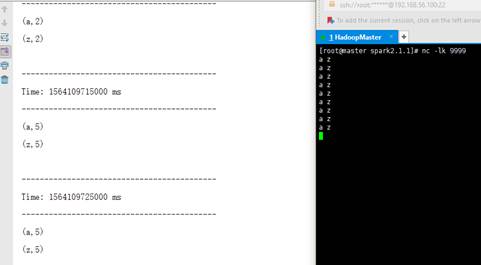 ----------------------------------------
(a,2)
(z,2)
----------------------------------------
Time: 1564109715000 ms
----------------------------------------
(a,5)
(z,5)
----------------------------------------
Time: 1564109725000 ms
----------------------------------------
(a,5)
(z,5)
ssh://root:******@192.168.56.100:22
To add the current session, click on the left arrow
1 HadoopMaster
[root@master spark2.1.1]# nc -lk 9999
a z
a z
a z
a z
a z
a z
a z
a z
a z